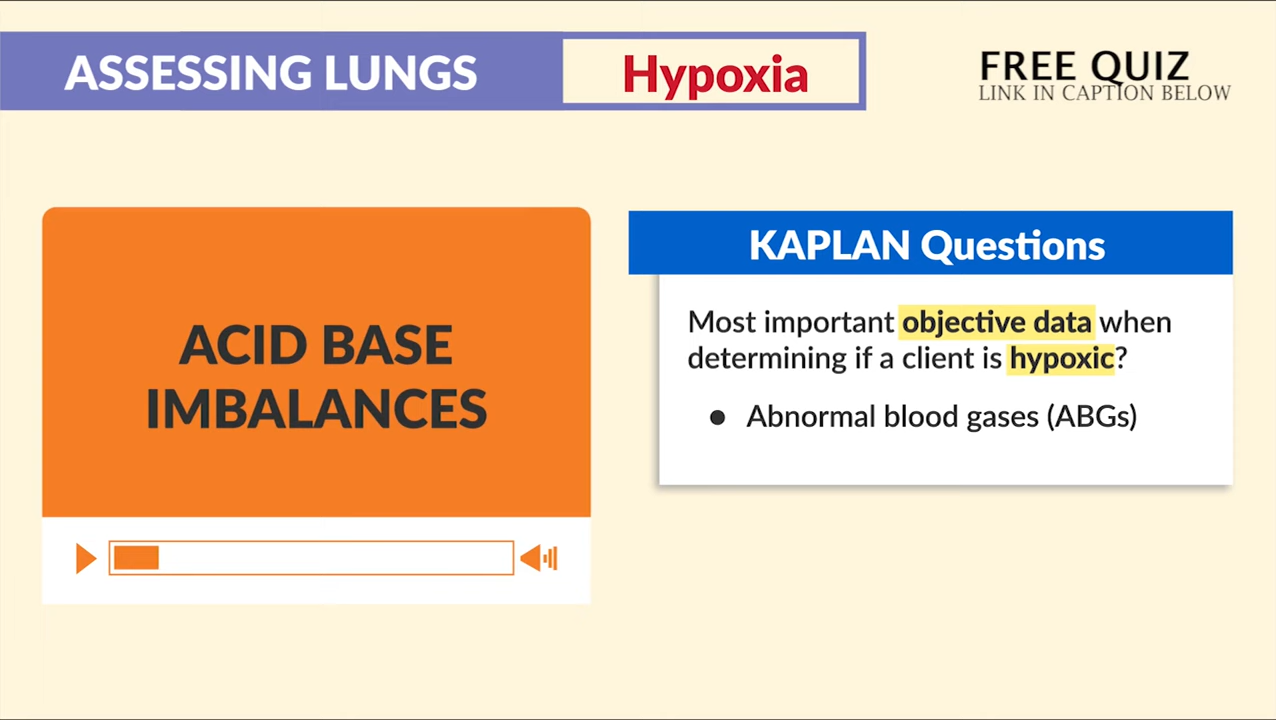 ASSESSING LUNGS
Hypoxia
FREE QUIZ
LINK IN CAPTION BELOW
ACID BASE
IMBALANCES
KAPLAN Questions
Most important objective data when
determining if a client is hypoxic?
● Abnormal blood gases (ABGs)